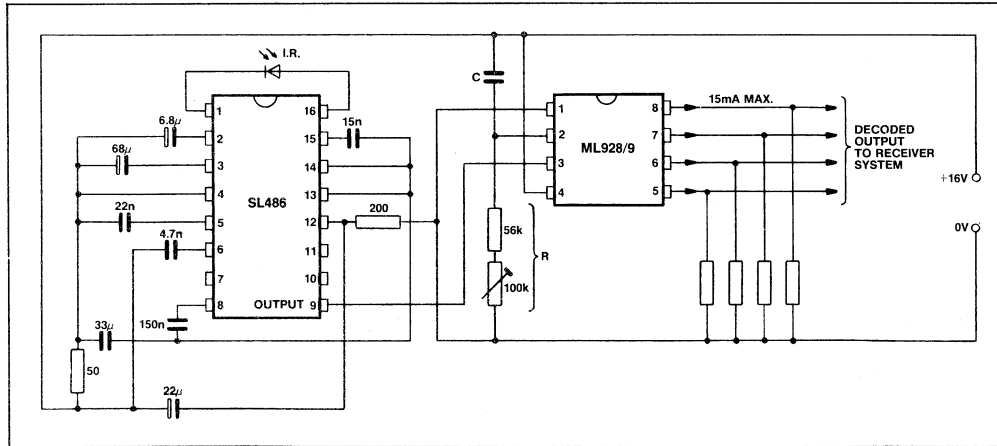 I.R.
1
16
6.8µ
2
15
15n
68µ
3
14
4
SL486
13
22n
5
12
200
4.7n
6
11
7
10
8
OUTPUT
9
150n
33µ
50
22µ
C
1
ML928/9
8
15mA MAX.
2
7
3
6
4
5
DECODED
OUTPUT
TO RECEIVER
SYSTEM
+16V
0V
56k
R
100k